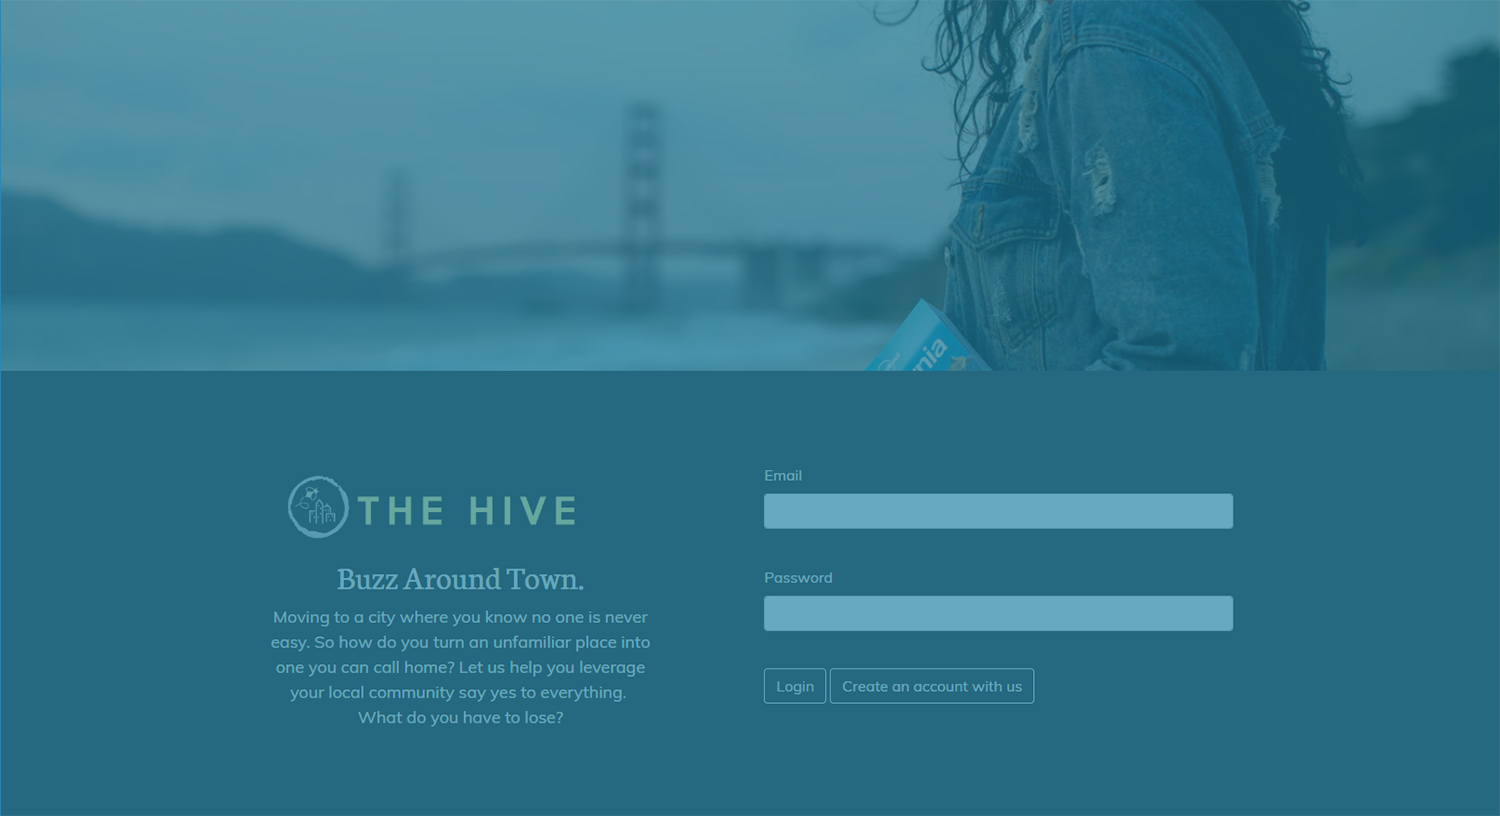 nia
THE HIVE
Buzz Around Town.
Moving to a city where you know no one is never
easy. So how do you turn an unfamiliar place into
one you can call home? Let us help you leverage
your local community say yes to everything.
What do you have to lose?
Email
Password
Login
Create an account with us